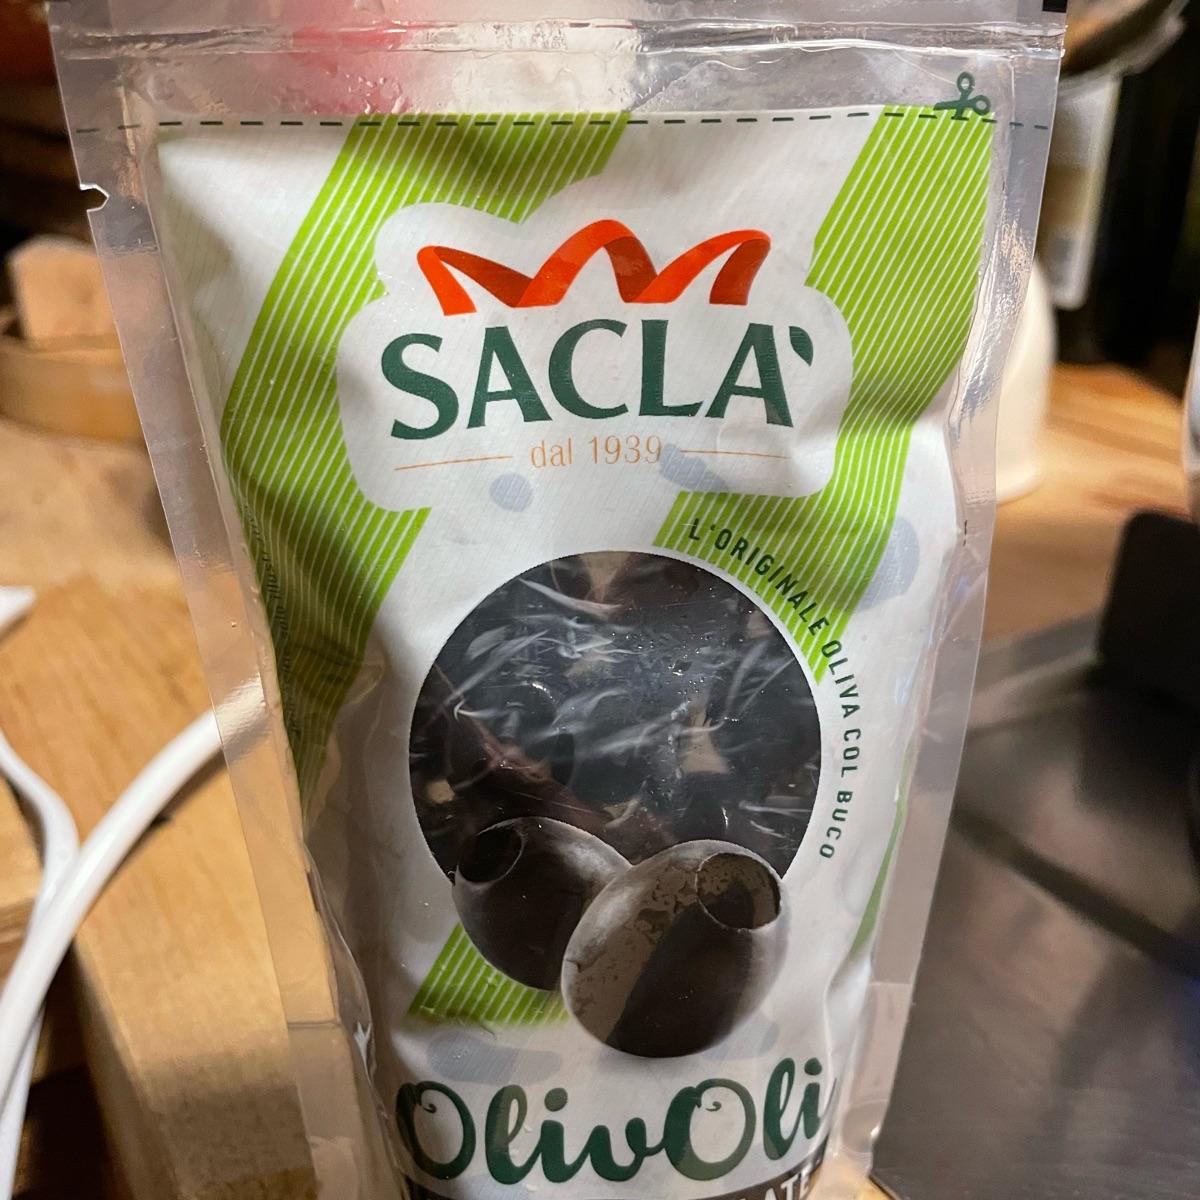 SACLA'
dal 1939
L'ORIGINALE OLIVA COL BUCO
OlivOli